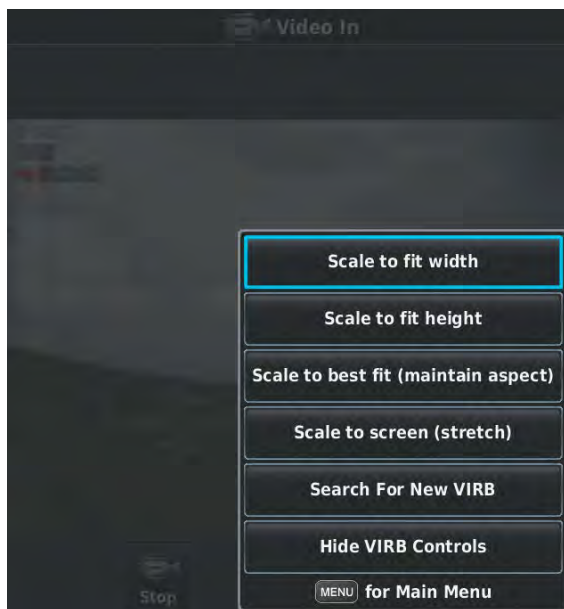 Video In
Scale to fit width
Scale to fit height
Scale to best fit (maintain aspect)
Scale to screen (stretch)
Search For New VIRB
Hide VIRB Controls
Stop
MENU for Main Menu